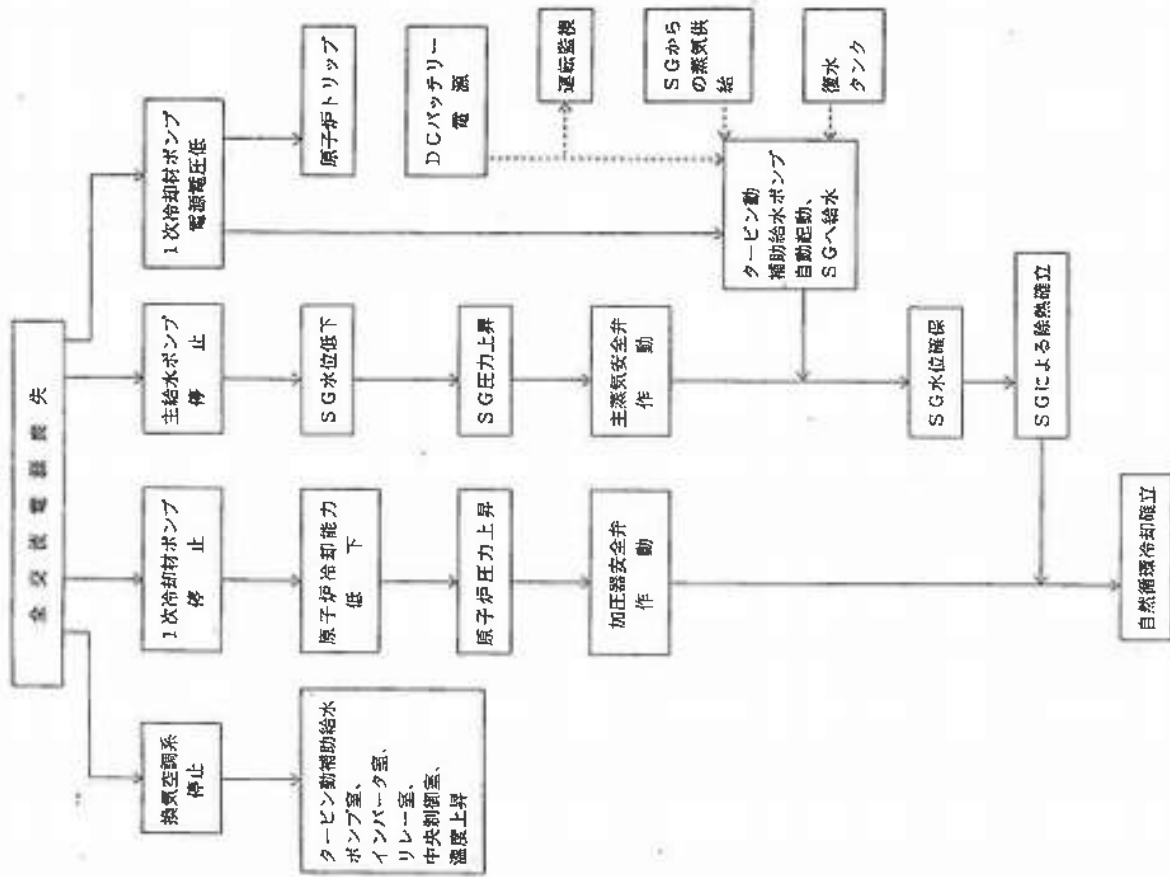 全交流電源喪失
換気空調系
停止
タービン動補助給水
ポンプ室、
インバータ室、
リレー室、
中央制御室、
温度上昇
1次冷却材ポンプ
停止
原子炉冷却能力
低下
原子炉圧力上昇
加圧器安全弁
作動
主給水ポンプ
停止
SG水位低下
SG圧力上昇
主蒸気安全弁
作動
1次冷却材ポンプ
電源電圧低
原子炉トリップ
DCバッテリー
電源
運転監視
SGから
の蒸気供
給
復水
タンク
タービン動
補助給水ポンプ
自動起動、
SGへ給水
SG水位確保
SGによる除熱確立
自然循環冷却確立